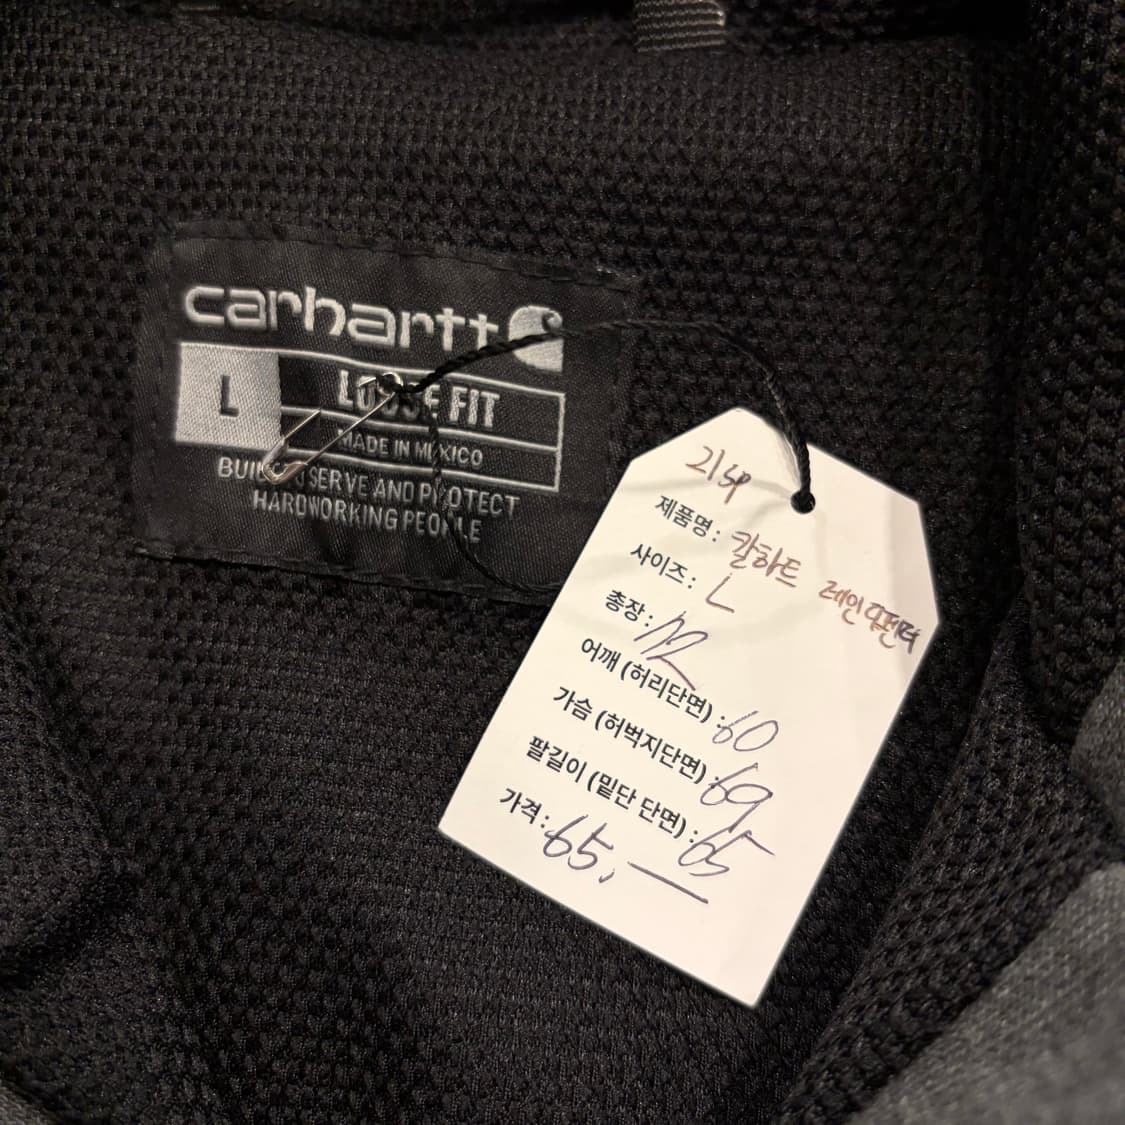 carhartt
L
LOOSE FIT
MADE IN MEXICO
BUILT TO SERVE AND PROTECT
HARDWORKING PEOPLE
제품명: 칼하트 레인디펜더
사이즈: L
총장: 72
어깨 (허리단면): 60
가슴 (허벅지단면): 69
팔길이 (밑단 단면): 65
가격: 65,—